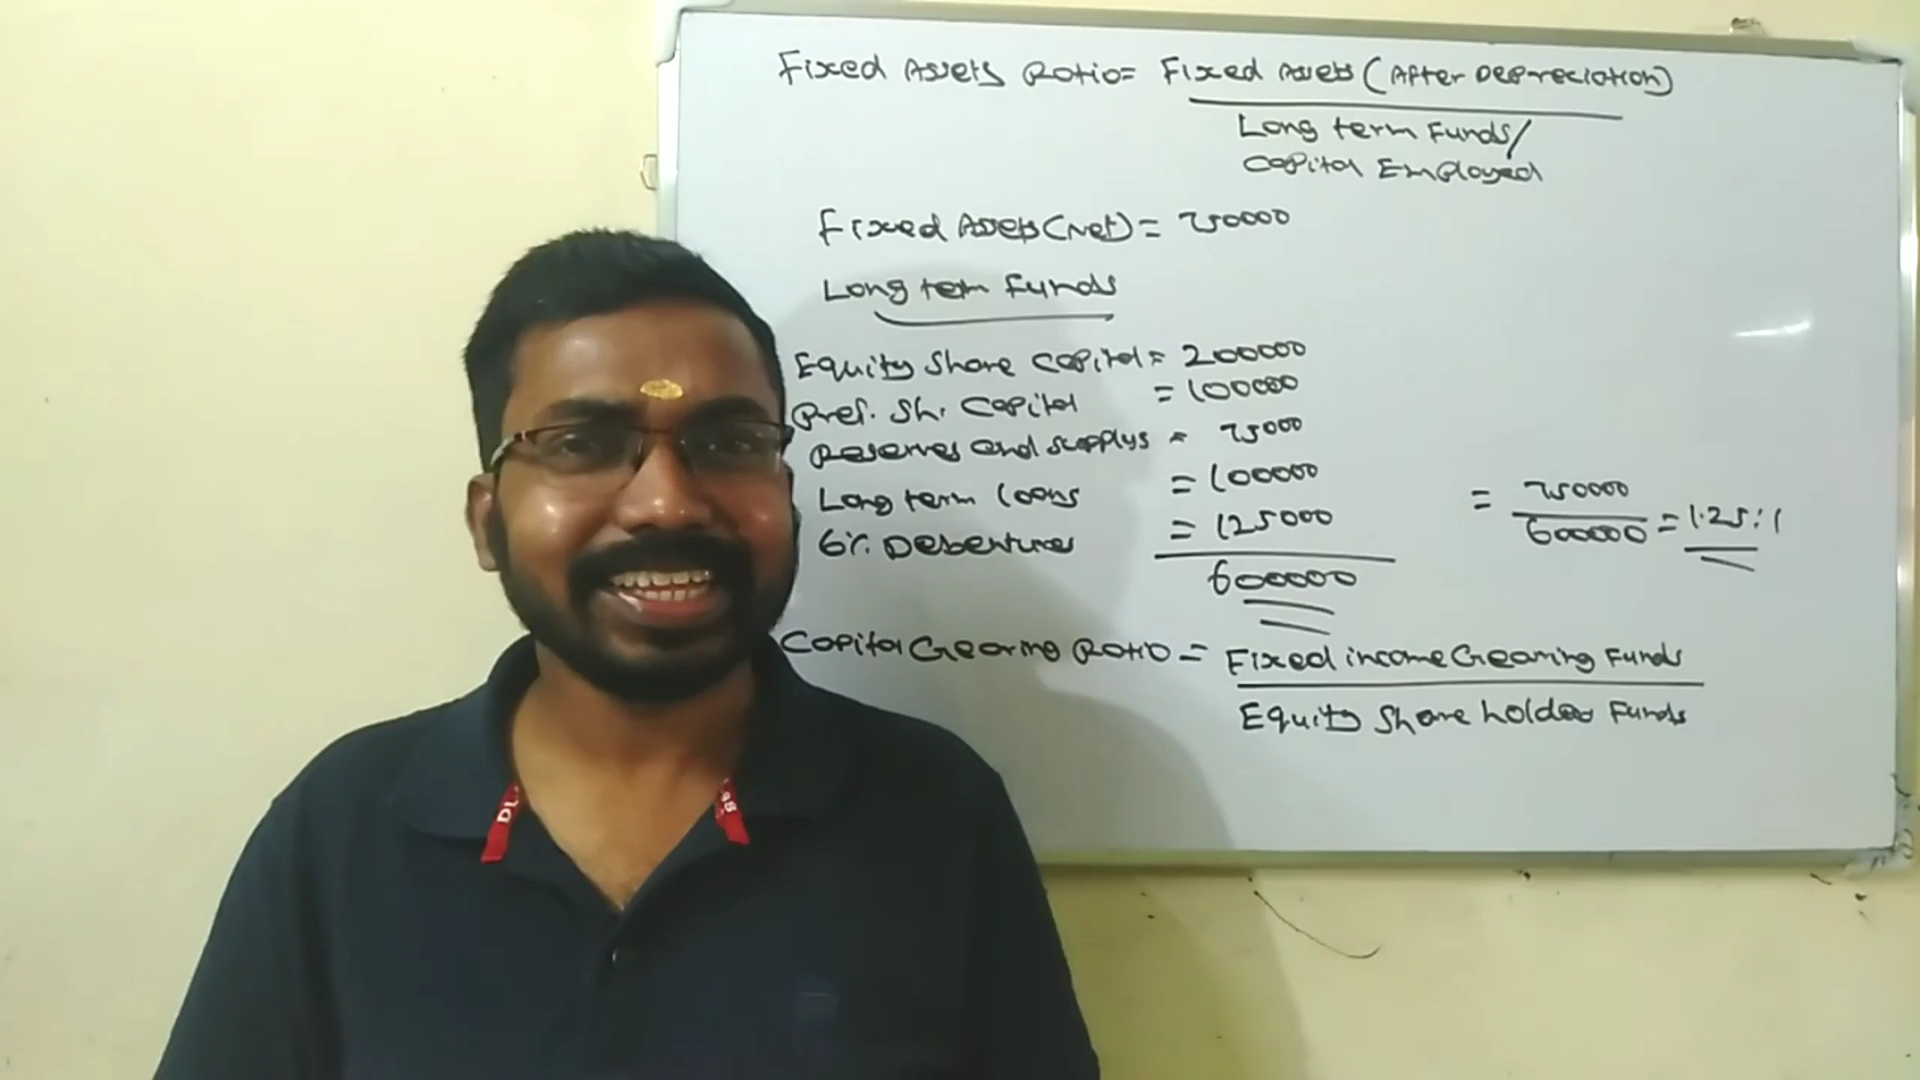 Fixed Assets Ratio = Fixed Assets (After Depreciation)
Long term Funds/
Capital Employed
Fixed Assets (Net) = 750000
Long term Funds
Equity Share Capital = 200000
Pref. Sh. Capital = 100000
Reserves and supplys = 75000
Long term loans = 100000
6% Debentures = 125000
600000
= 750000
600000 = 1.25:1
Capital Gearing Ratio = Fixed income Gearing Funds
Equity Share holder Funds